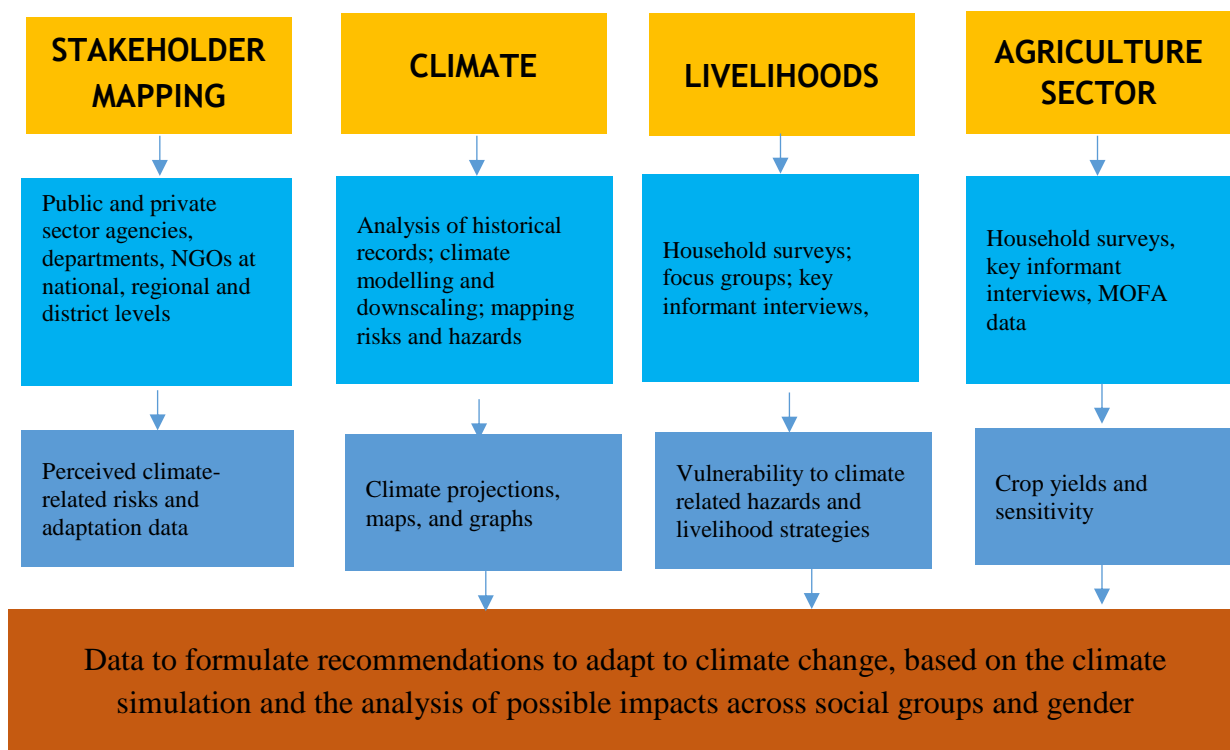 STAKEHOLDER
MAPPING
CLIMATE
LIVELIHOODS
AGRICULTURE
SECTOR
Public and private
sector agencies,
departments, NGOs at
national, regional and
district levels
Analysis of historical
records; climate
modelling and
downscaling; mapping
risks and hazards
Household surveys;
focus groups; key
informant interviews,
Household surveys,
key informant
interviews, MOFA
data
Perceived climate-
related risks and
adaptation data
Climate projections,
maps, and graphs
Vulnerability to climate
related hazards and
livelihood strategies
Crop yields and
sensitivity
Data to formulate recommendations to adapt to climate change, based on the climate
simulation and the analysis of possible impacts across social groups and gender